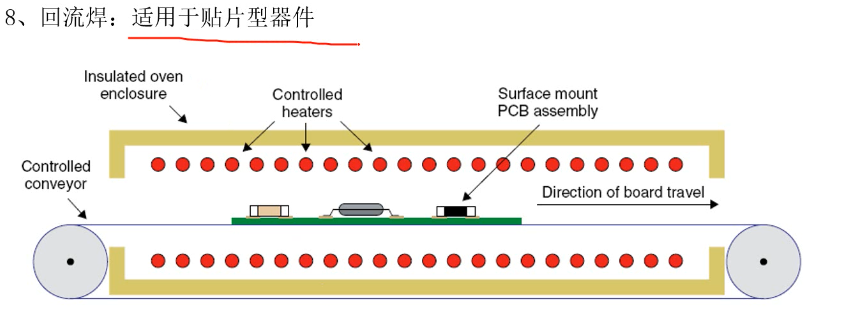 8、回流焊：适用于贴片型器件
Insulated oven
enclosure
Controlled
heaters
Surface mount
PCB assembly
Controlled
conveyor
Direction of board travel